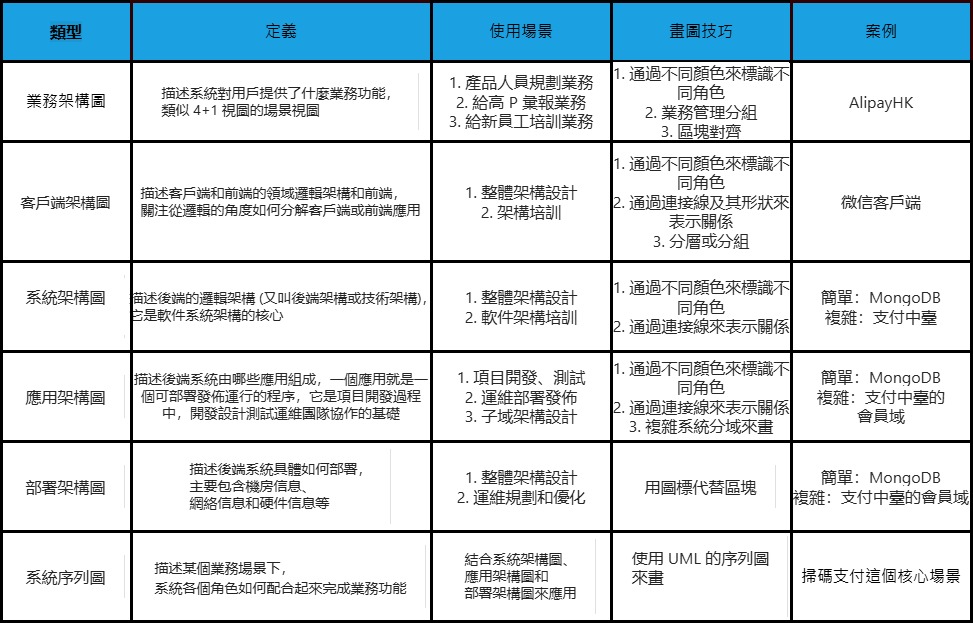 類型
定義
使用場景
畫圖技巧
案例
業務架構圖
描述系統對用戶提供了什麼業務功能，
類似 4+1 視圖的場景視圖
1. 產品人員規劃業務
2. 給高 P 彙報業務
3. 給新員工培訓業務
1. 通過不同顏色來標識不
同角色
2. 業務管理分組
3. 區塊對齊
AlipayHK
客戶端架構圖
描述客戶端和前端的領域邏輯架構和前端，
關注從邏輯的角度如何分解客戶端或前端應用
1. 整體架構設計
2. 架構培訓
1. 通過不同顏色來標識不
同角色
2. 通過連接線及其形狀來
表示關係
3. 分層或分組
微信客戶端
系統架構圖
描述後端的邏輯架構 (又叫後端架構或技術架構)，
它是軟件系統架構的核心
1. 整體架構設計
2. 軟件架構培訓
1. 通過不同顏色來標識不
同角色
2. 通過連接線來表示關係
簡單：MongoDB
複雜：支付中臺
應用架構圖
描述後端系統由哪些應用組成，一個應用就是一
個可部署發佈運行的程序，它是項目開發過程
中，開發設計測試運維團隊協作的基礎
1. 項目開發、測試
2. 運維部署發佈
3. 子域架構設計
1. 通過不同顏色來標識不
同角色
2. 通過連接線來表示關係
3. 複雜系統分域來畫
簡單：MongoDB
複雜：支付中臺的
會員域
部署架構圖
描述後端系統具體如何部署，
主要包含機房信息、
網絡信息和硬件信息等
1. 整體架構設計
2. 運維規劃和優化
用圖標代替區塊
簡單：MongoDB
複雜：支付中臺的會員域
系統序列圖
描述某個業務場景下，
系統各個角色如何配合起來完成業務功能
結合系統架構圖、
應用架構圖和
部署架構圖來應用
使用 UML 的序列圖
來畫
掃碼支付這個核心場景